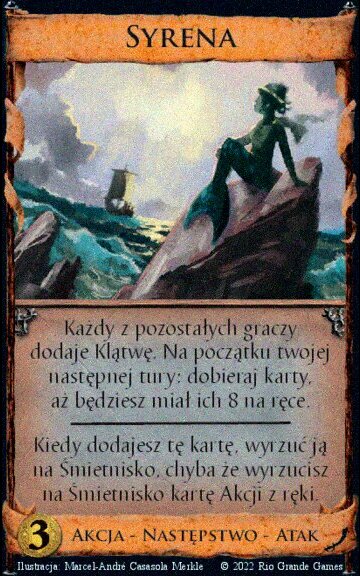 SYRENA
Każdy z pozostałych graczy
dodaje Klątwę. Na początku twojej
następnej tury: dobieraj karty,
aż będziesz miał ich 8 na ręce.
Kiedy dodajesz tę kartę, wyrzuć ją
na Śmietnisko, chyba że wyrzucisz
na Śmietnisko kartę Akcji z ręki.
3 AKCJA - NASTĘPSTWO - ATAK
Ilustracja: Marcel-André Casasola Merkle © 2022 Rio Grande Games